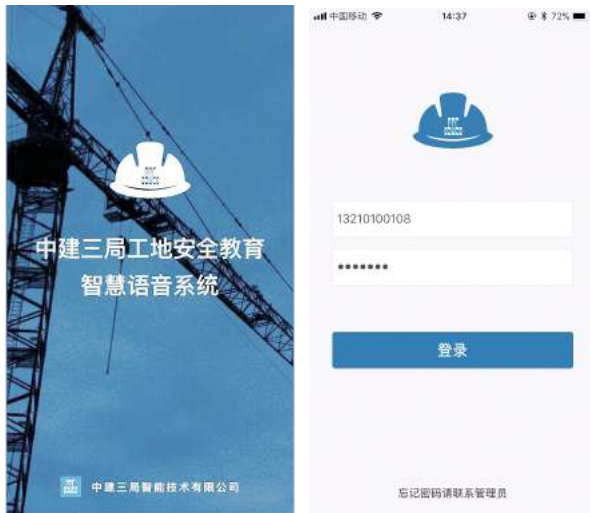 中建三局工地安全教育
智慧语音系统
中建三局智能技术有限公司
中国移动
14:37
72%
13210100108
•••••••
登录
忘记密码请联系管理员